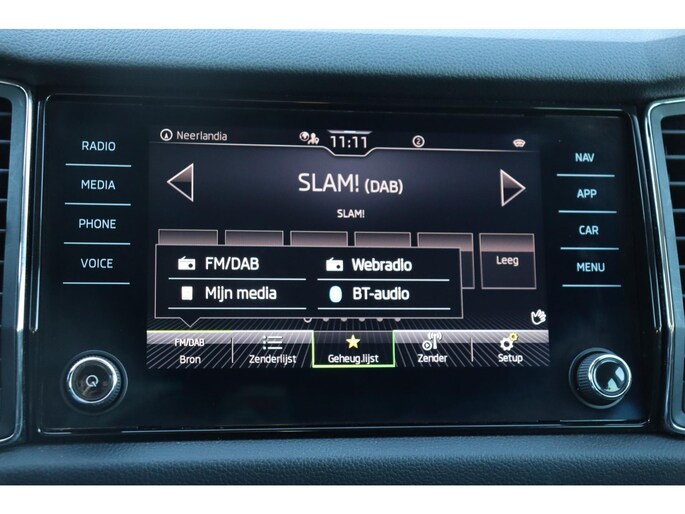 RADIO
MEDIA
PHONE
VOICE
Neerlandia
11:11
2
SLAM! (DAB)
SLAM!
Leeg
FM/DAB
Webradio
Mijn media
BT-audio
FM/DAB
Bron
Zenderlijst
Geheug.lijst
Zender
Setup
NAV
APP
CAR
MENU